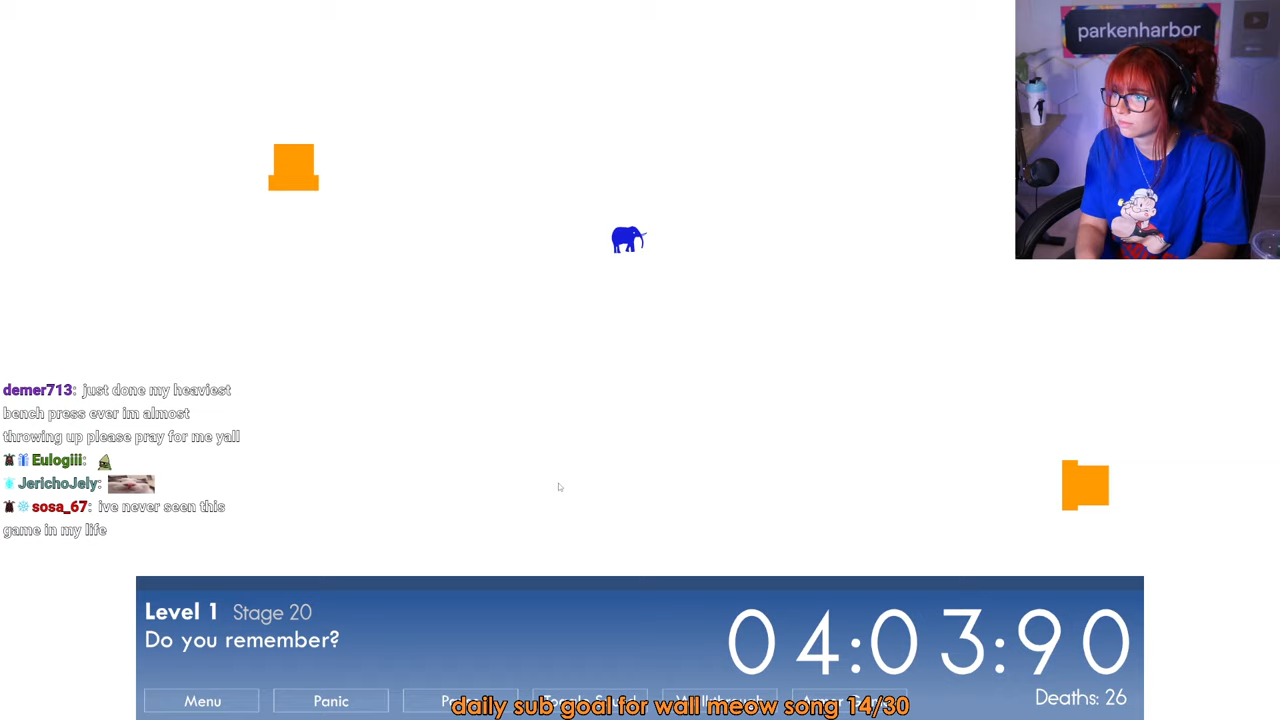 parkenharbor
demer713: just done my heaviest
bench press ever im almost
throwing up please pray for me yall
Eulogiii:
JerichoJely:
sosa_67: ive never seen this
game in my life
Level 1 Stage 20
Do you remember?
04:03:90
Menu
Panic
Deaths: 26
daily sub goal for wall meow song 14/30